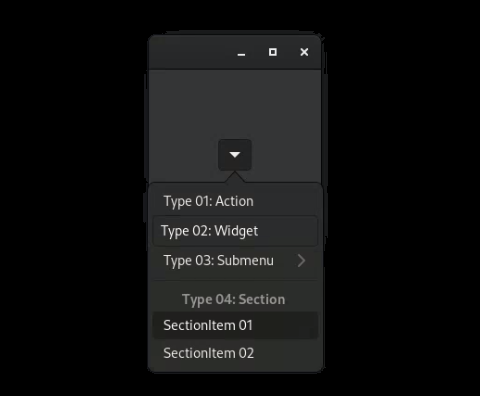 Type 01: Action
Type 02: Widget
Type 03: Submenu
Type 04: Section
SectionItem 01
SectionItem 02